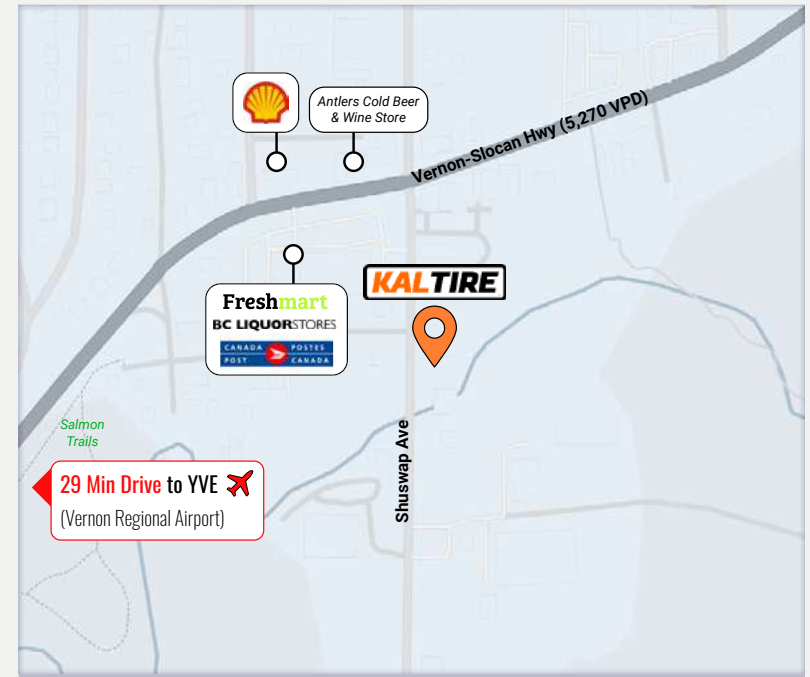 Antlers Cold Beer
& Wine Store
Vernon-Slocan Hwy (5,270 VPD)
KALTIRE
Freshmart
BC LIQUORSTORES
CANADA POSTES
POST CANADA
Shuswap Ave
Salmon
Trails
29 Min Drive to YVE
(Vernon Regional Airport)